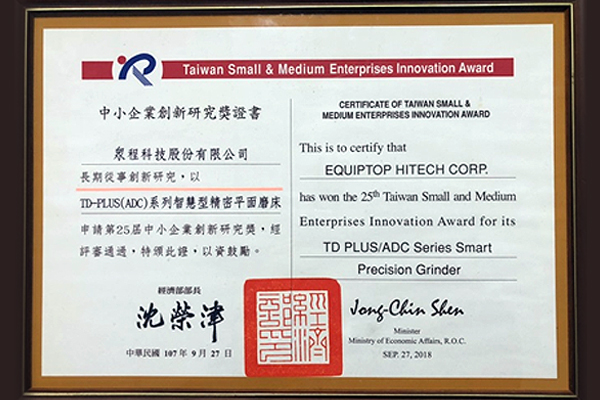 Taiwan Small & Medium Enterprises Innovation Award
中小企業創新研究獎證書
眾程科技股份有限公司
長期從事創新研究，以
TD-PLUS(ADC)系列智慧型精密平面磨床
申請第25屆中小企業創新研究獎，經
評審通過，特頒此證，以資鼓勵。
經濟部部長
沈榮津
中華民國 107 年 9 月 27 日
CERTIFICATE OF TAIWAN SMALL &
MEDIUM ENTERPRISES INNOVATION AWARD
This is to certify that
EQUIPTOP HITECH CORP.
has won the 25th Taiwan Small and Medium
Enterprises Innovation Award for its
TD PLUS/ADC Series Smart
Precision Grinder
Jong-Chin Shen
Minister
Ministry of Economic Affairs, R.O.C.
SEP. 27, 2018